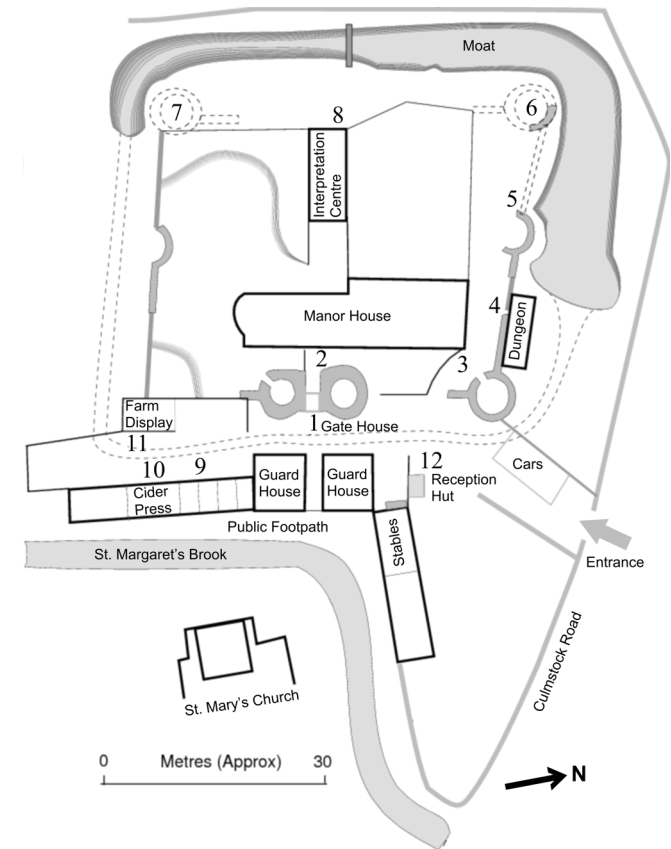 Moat
7
6
8
Interpretation
Centre
5
4
Dungeon
Manor House
2
3
1
Gate House
Farm
Display
11
10
9
12
Cider
Press
Guard
House
Guard
House
Reception
Hut
Cars
Public Footpath
Stables
St. Margaret's Brook
Entrance
Culmstock Road
St. Mary's Church
0 Metres (Approx) 30
N